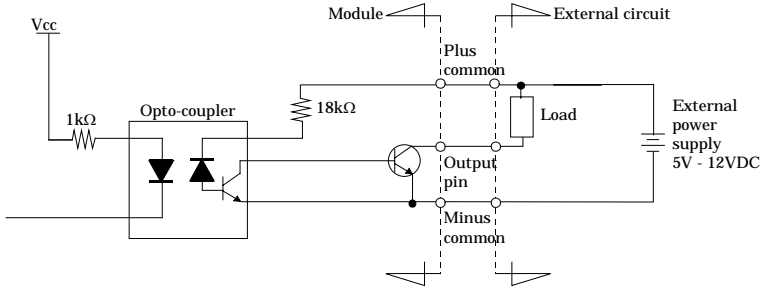 Module
External circuit
Vcc
Plus
common
Opto-coupler
18kΩ
1kΩ
Load
External
power
supply
5V - 12VDC
Output
pin
Minus
common